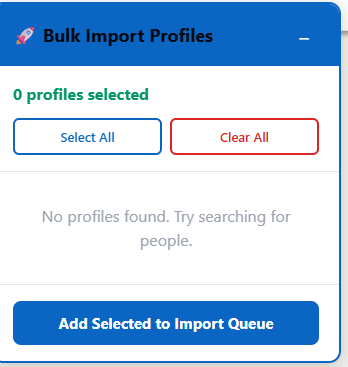 🚀 Bulk Import Profiles –
0 profiles selected
Select All Clear All
No profiles found. Try searching for
people.
Add Selected to Import Queue